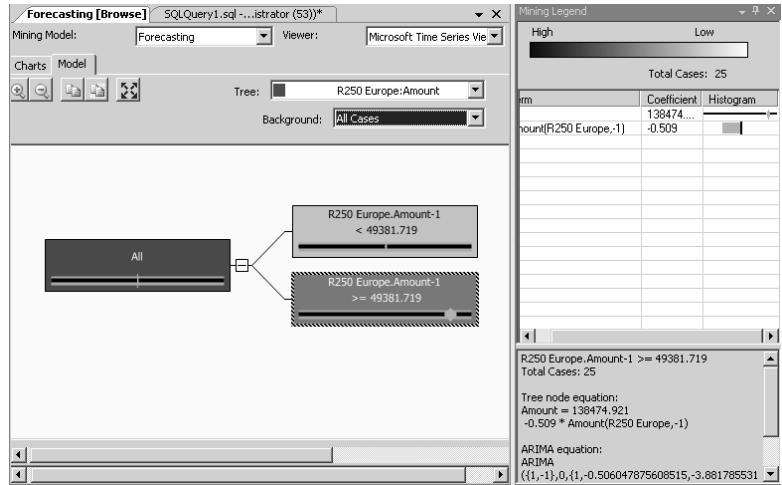 Forecasting [Browse]
SQLQuery1.sql -...istrator (53))*
Mining Model:
Forecasting
Viewer:
Microsoft Time Series Vie
Charts
Model
Tree:
R250 Europe:Amount
Background:
All Cases
All
R250 Europe.Amount-1
< 49381.719
R250 Europe.Amount-1
>= 49381.719
Mining Legend
High
Low
Total Cases: 25
rm
Coefficient
Histogram
138474....
nount(R250 Europe,-1)
-0.509
R250 Europe.Amount-1 >= 49381.719
Total Cases: 25
Tree node equation:
Amount = 138474.921
-0.509 * Amount(R250 Europe,-1)
ARIMA equation:
ARIMA
({1,-1},0,{1,-0.506047875608515,-3.881785531